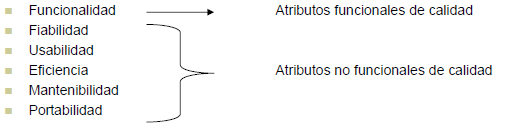 Funcionalidad Atributos funcionales de calidad
Fiabilidad
Usabilidad
Eficiencia Atributos no funcionales de calidad
Mantenibilidad
Portabilidad